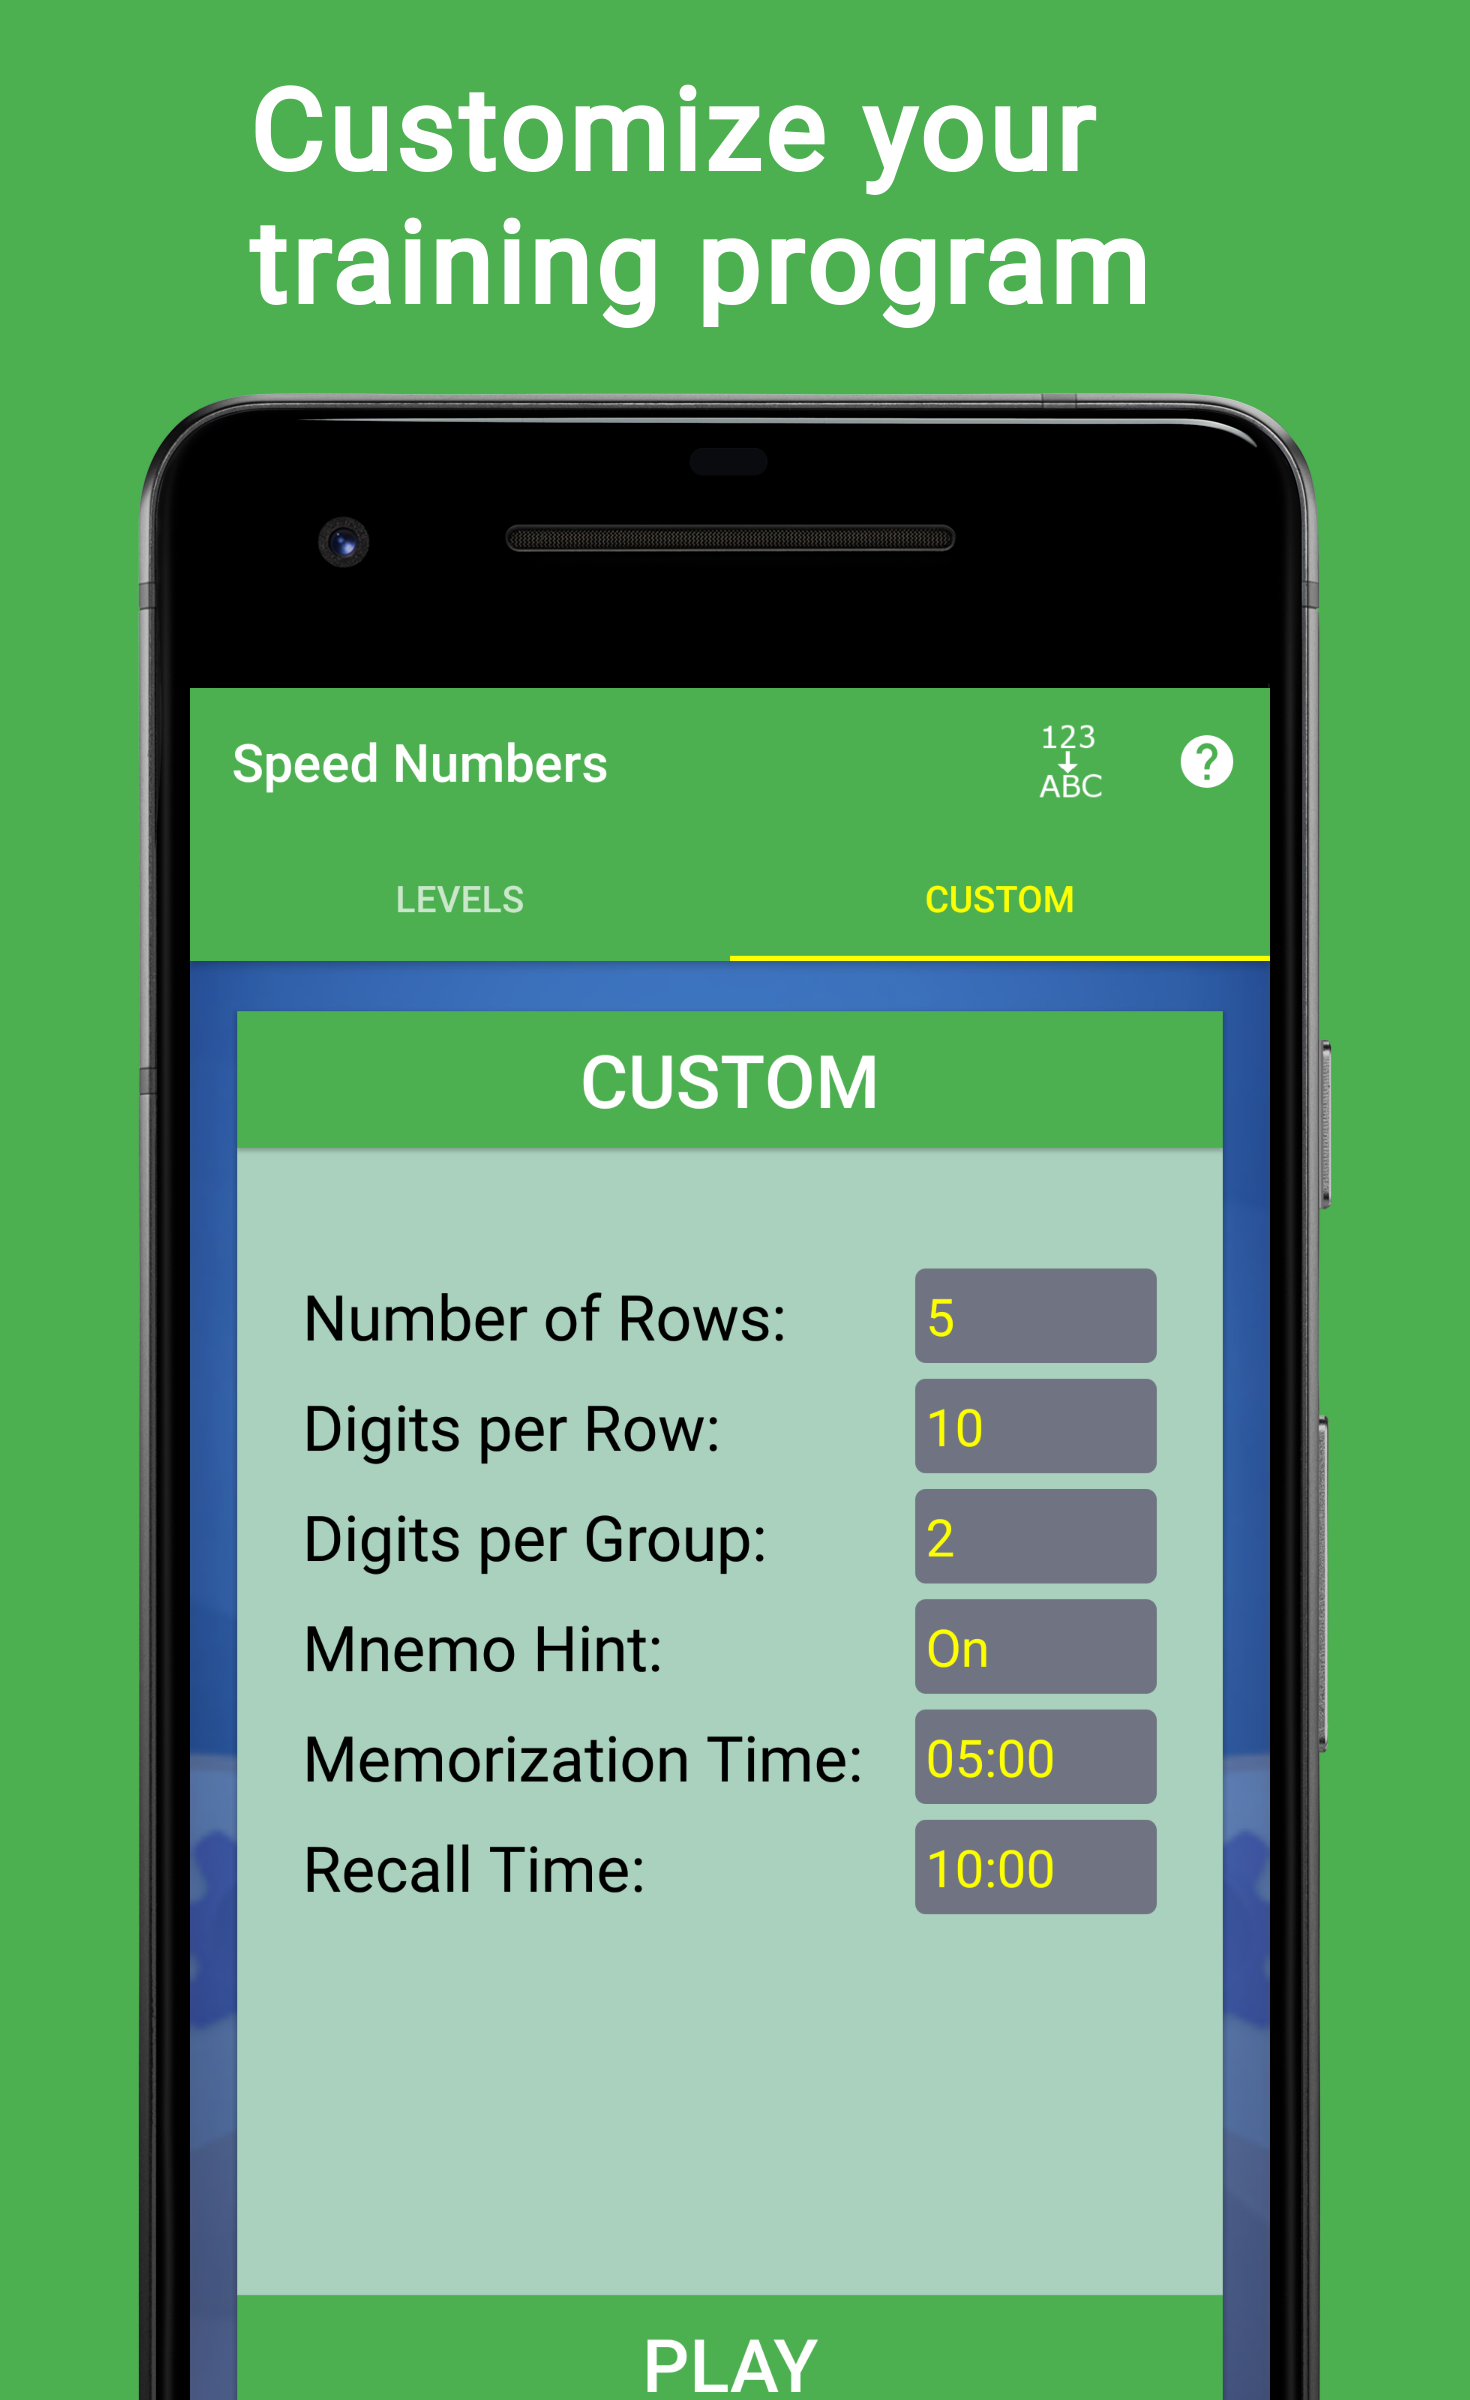 Customize your
training program
Speed Numbers
123
ABC
?
LEVELS
CUSTOM
CUSTOM
Number of Rows: 5
Digits per Row: 10
Digits per Group: 2
Mnemo Hint: On
Memorization Time: 05:00
Recall Time: 10:00
PLAY